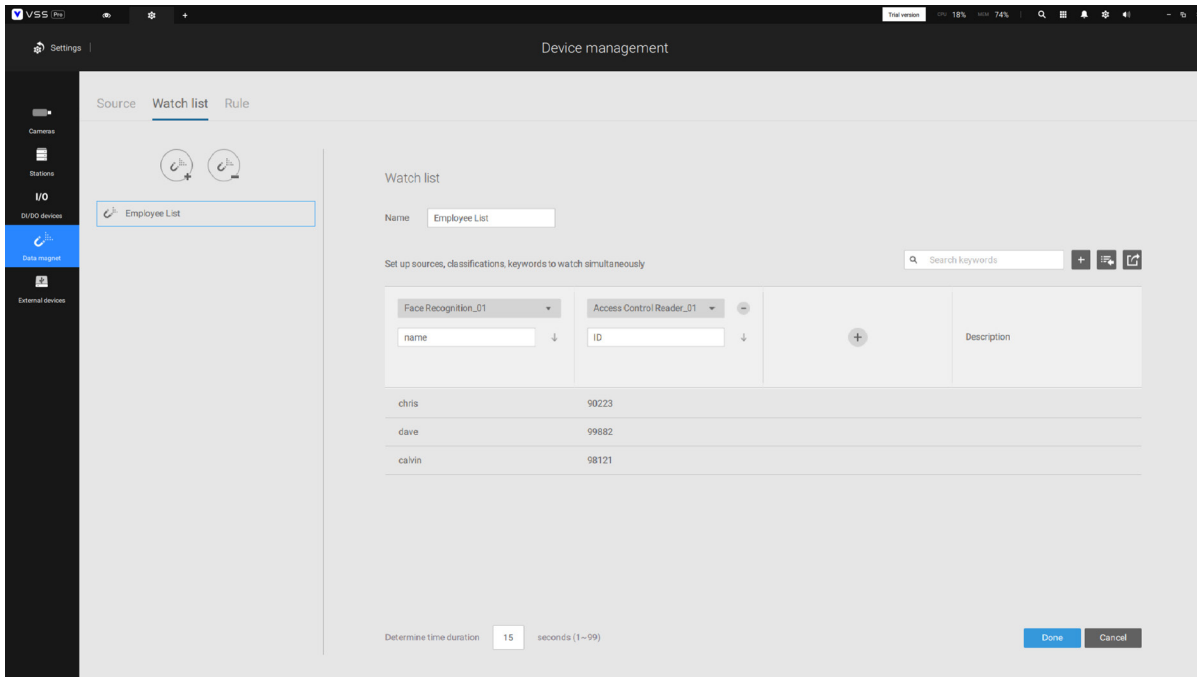 VSS Pro
Trial version CPU 18% MEM 74%
Settings
Device management
Cameras
Stations
I/O
DI/DO devices
Data magnet
External devices
Source Watch list Rule
Employee List
Watch list
Name Employee List
Set up sources, classifications, keywords to watch simultaneously
Search keywords
Face Recognition_01 Access Control Reader_01
name ID Description
chris 90223
dave 99882
calvin 98121
Determine time duration 15 seconds (1~99)
Done Cancel